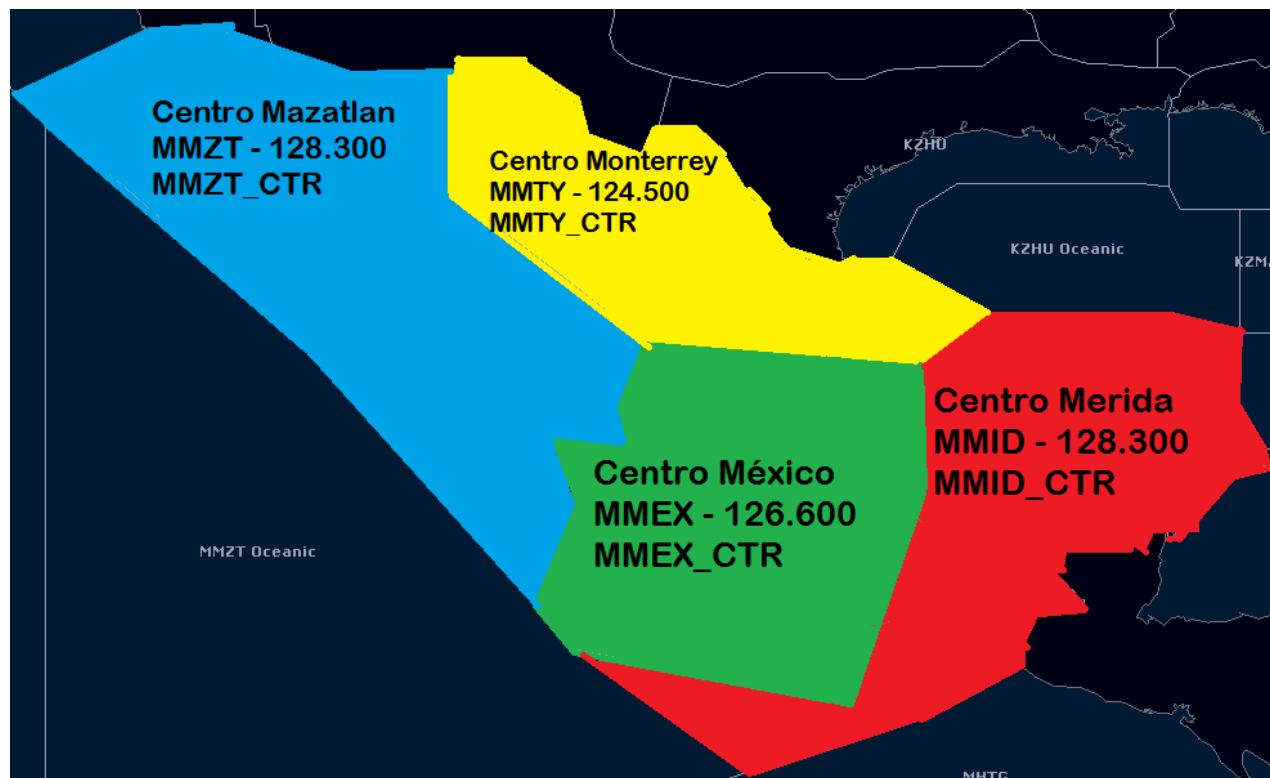 Centro Mazatlan
MMZT - 128.300
MMZT_CTR
Centro Monterrey
MMTY - 124.500
MMTY_CTR
KZHU
KZHU Oceanic
Centro Merida
MMID - 128.300
MMID_CTR
Centro México
MMEX - 126.600
MMEX_CTR
MMZT Oceanic